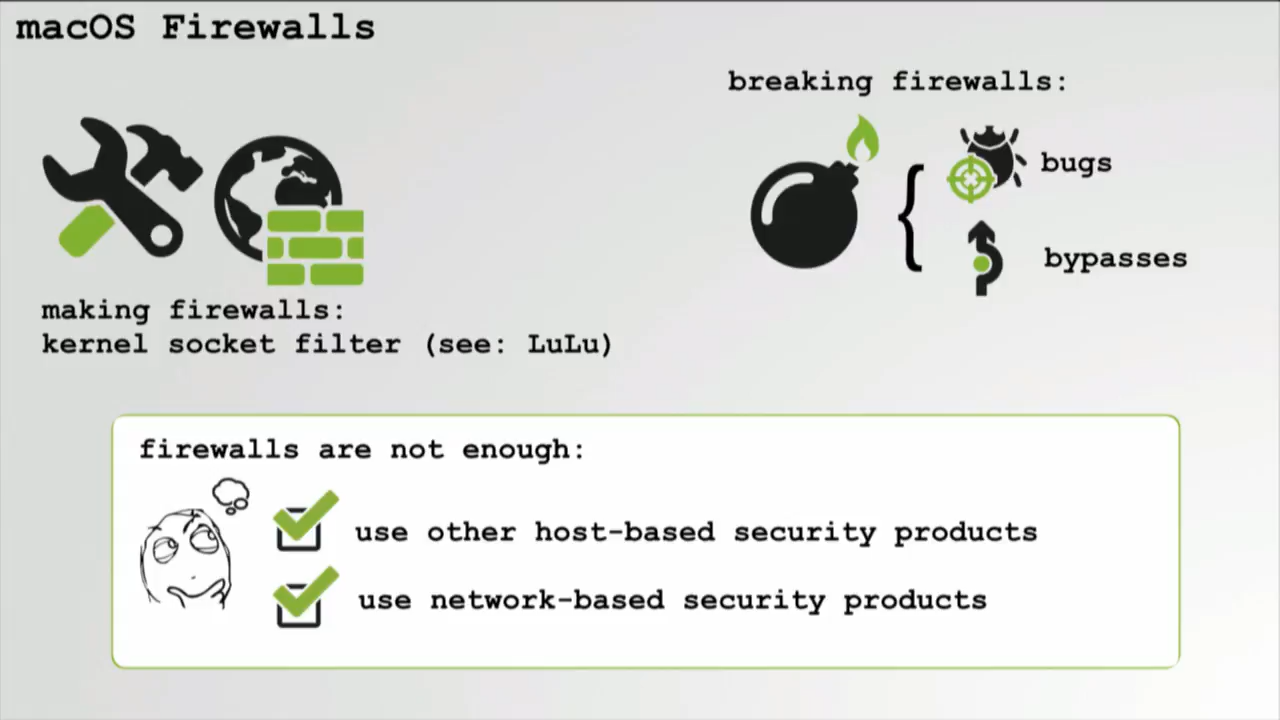 macOS Firewalls
breaking firewalls:
bugs
bypasses
making firewalls:
kernel socket filter (see: LuLu)
firewalls are not enough:
use other host-based security products
use network-based security products